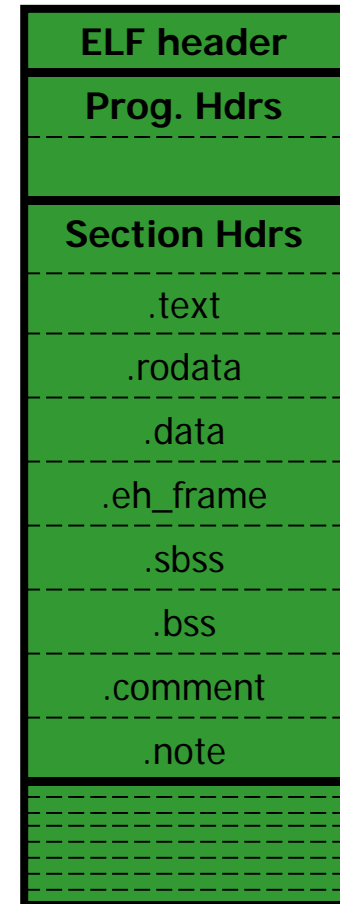 ELF header
Prog. Hdrs
Section Hdrs
.text
.rodata
.data
.eh_frame
.sbss
.bss
.comment
.note